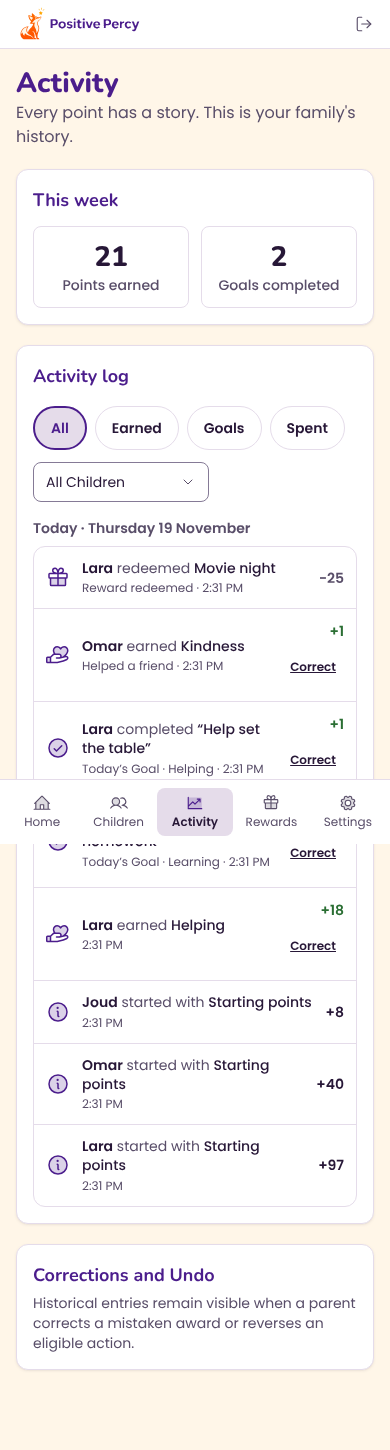 Positive Percy
Activity
Every point has a story. This is your family's
history.
This week
21
Points earned
2
Goals completed
Activity log
All
Earned
Goals
Spent
All Children
Today · Thursday 19 November
Lara redeemed Movie night
Reward redeemed · 2:31 PM
-25
Omar earned Kindness
Helped a friend · 2:31 PM
+1
Correct
Lara completed “Help set
the table”
Today’s Goal · Helping · 2:31 PM
+1
Correct
Home
Children
Activity
Rewards
Settings
Today’s Goal · Learning · 2:31 PM
Correct
Lara earned Helping
2:31 PM
+18
Correct
Joud started with Starting points
2:31 PM
+8
Omar started with Starting
points
2:31 PM
+40
Lara started with Starting
points
2:31 PM
+97
Corrections and Undo
Historical entries remain visible when a parent
corrects a mistaken award or reverses an
eligible action.